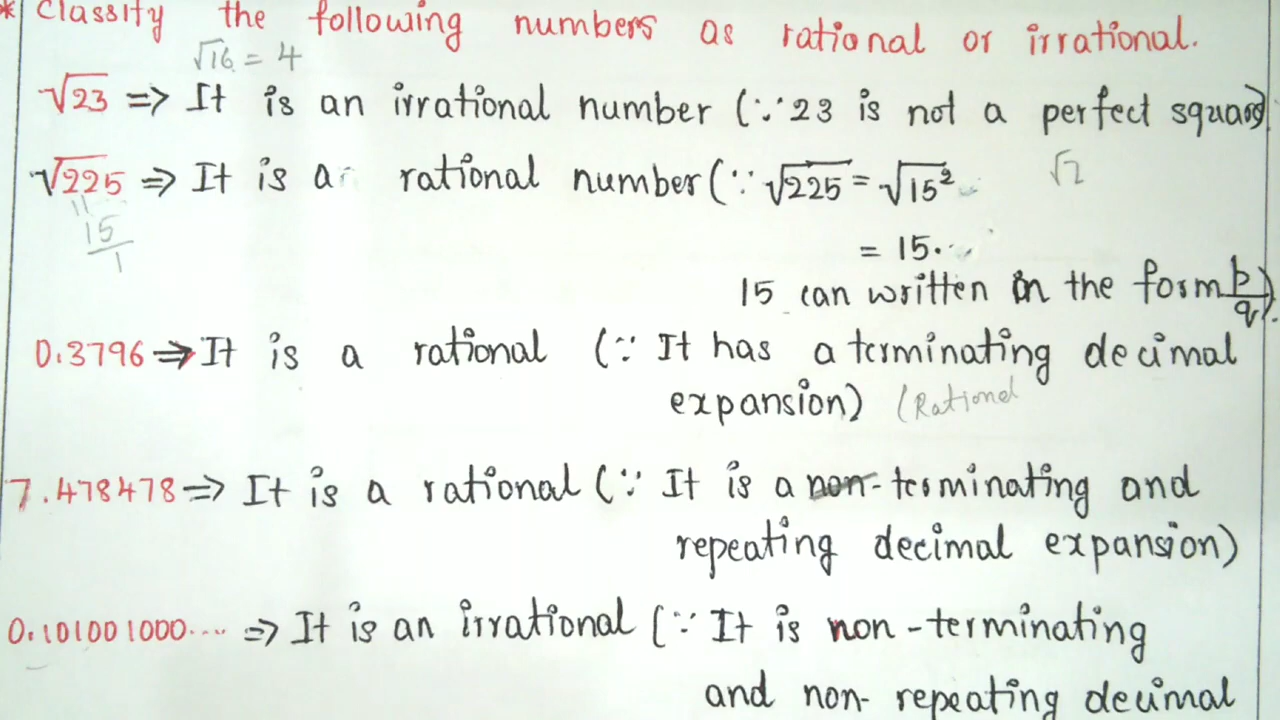 * Classify the following numbers as rational or irrational.
√16 = 4
√23 => It is an irrational number (∵ 23 is not a perfect square)
√225 => It is a rational number (∵ √225 = √15²
√2
15/1
= 15.
15 can written in the form p/q).
0.3796 => It is a rational (∵ It has a terminating decimal
expansion) (Rational
7.478478 => It is a rational (∵ It is a non-terminating and
repeating decimal expansion)
0.101001000.... => It is an irrational (∵ It is non-terminating
and non-repeating decimal